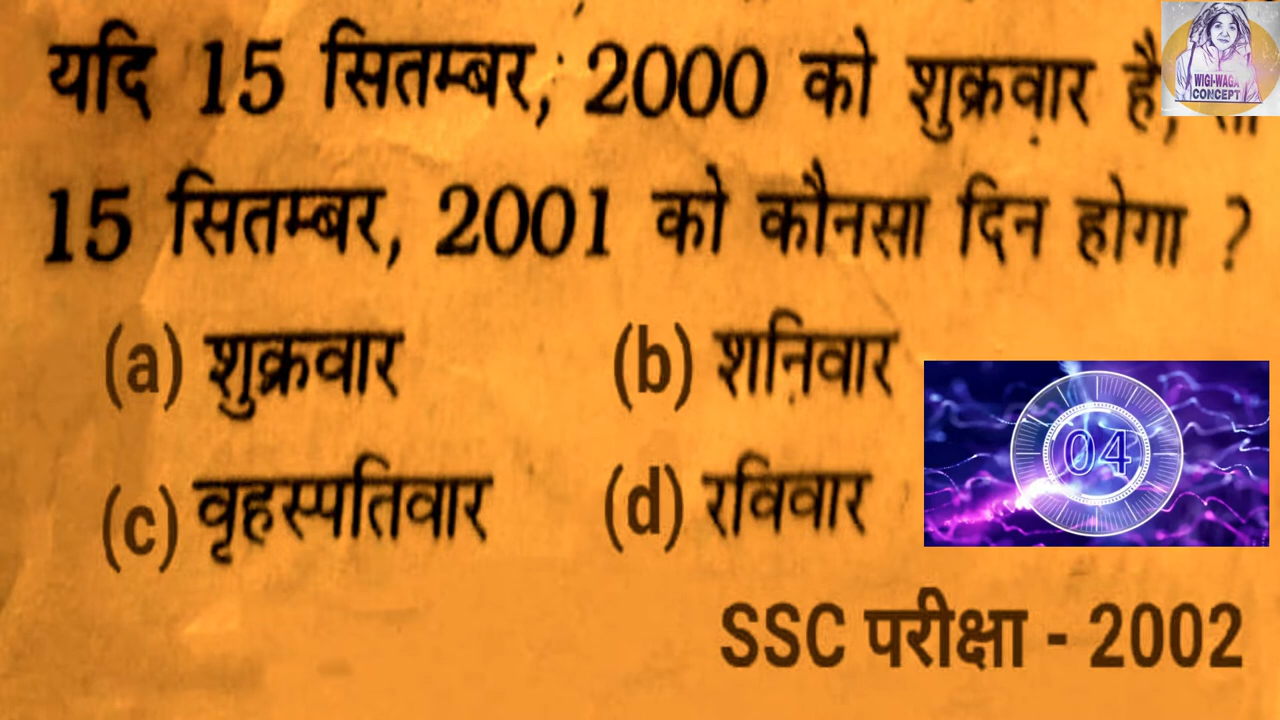 यदि 15 सितम्बर, 2000 को शुक्रवार है,
15 सितम्बर, 2001 को कौनसा दिन होगा ?
(a) शुक्रवार (b) शनिवार
(c) वृहस्पतिवार (d) रविवार
SSC परीक्षा - 2002
04
WIGI-WAGA
CONCEPT